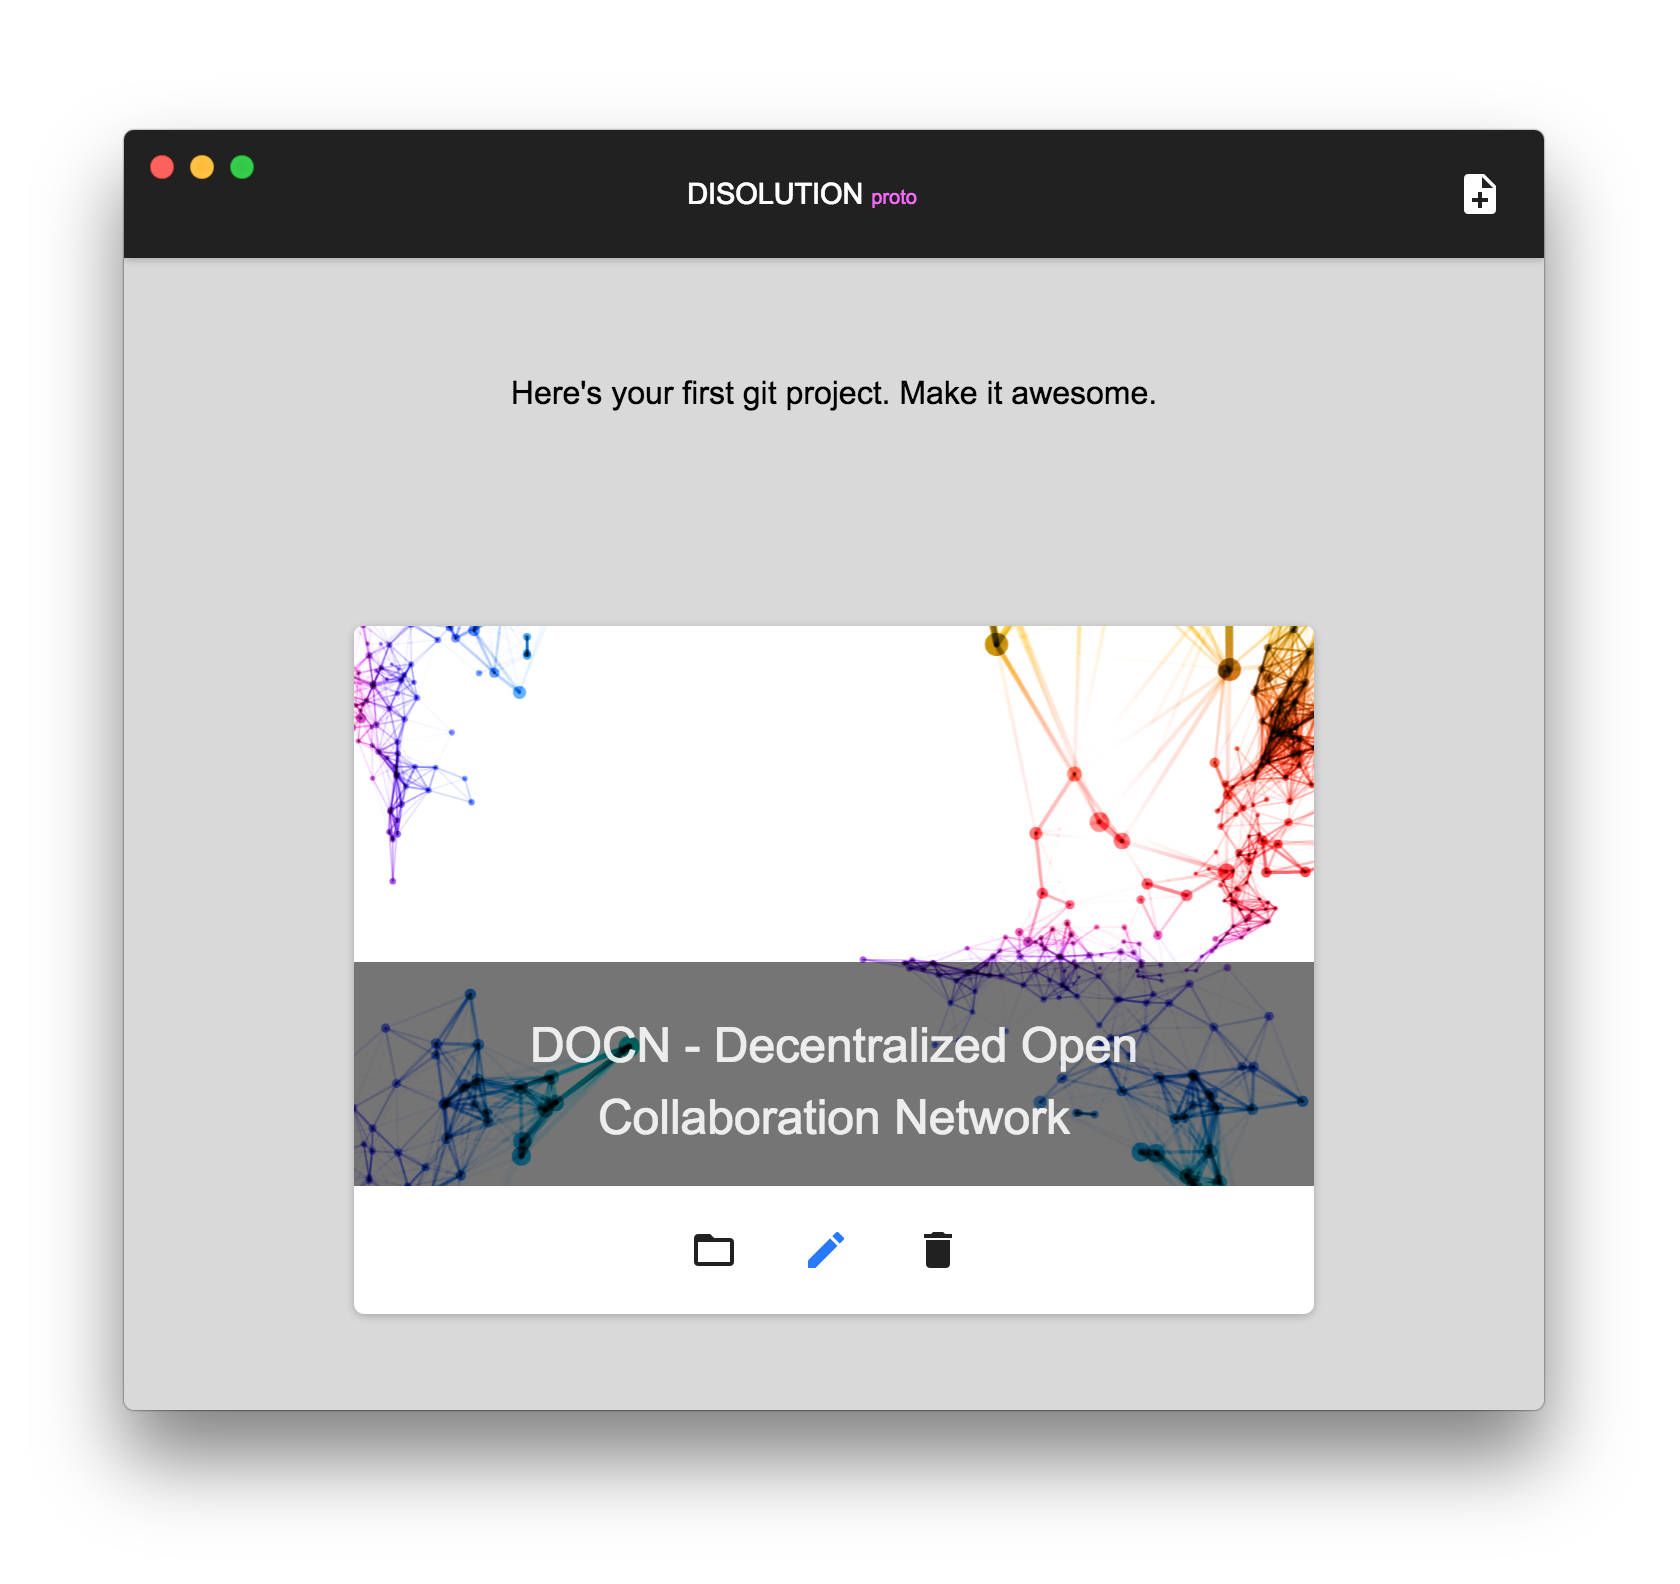 DISOLUTION proto
Here's your first git project. Make it awesome.
DOCN - Decentralized Open
Collaboration Network